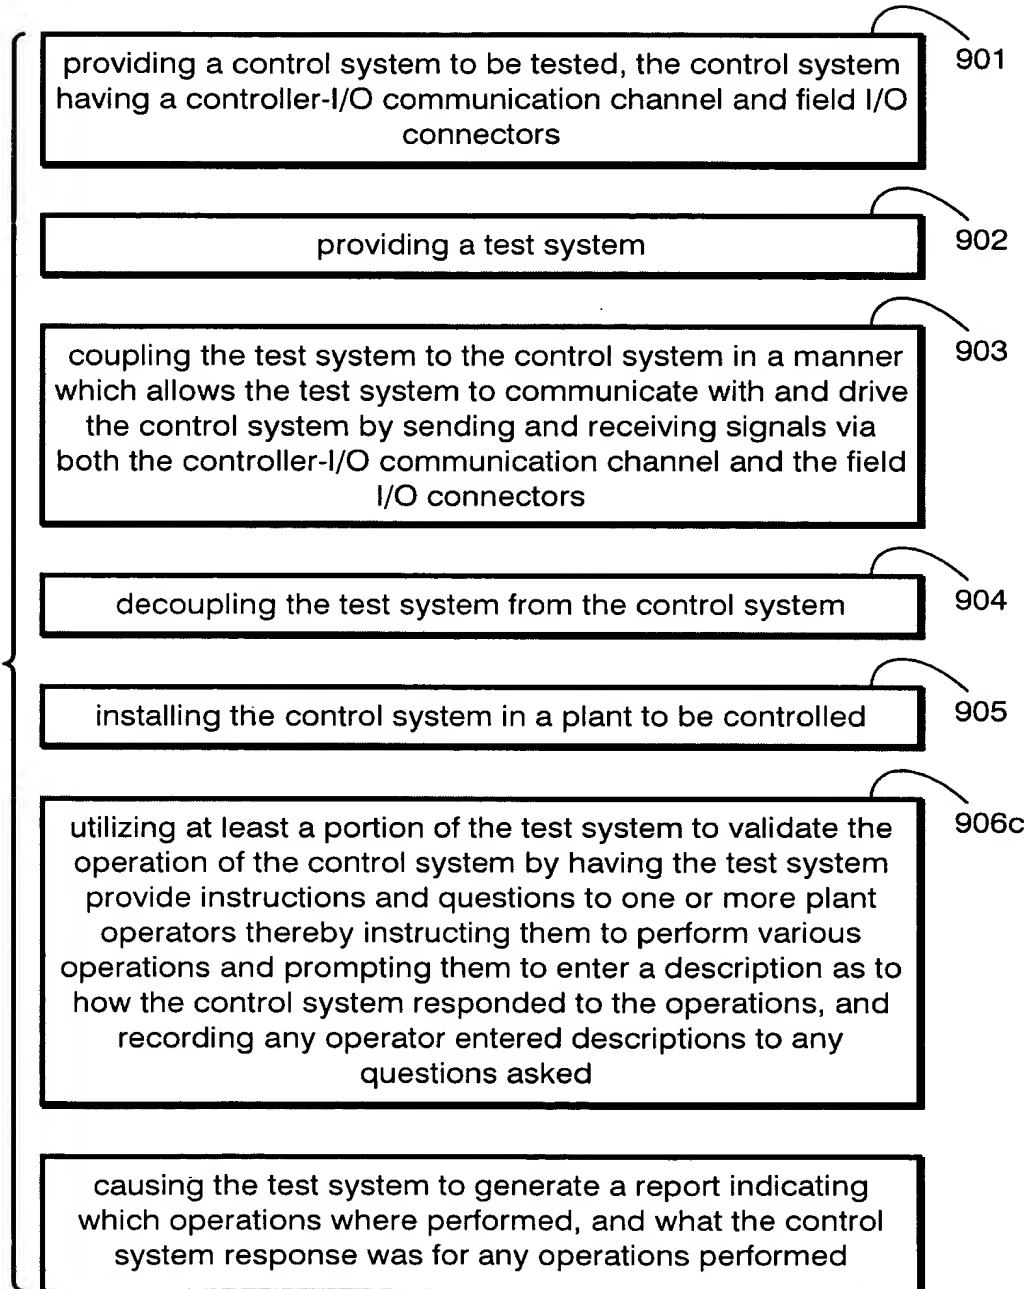 901
providing a control system to be tested, the control system
having a controller-I/O communication channel and field I/O
connectors
902
providing a test system
903
coupling the test system to the control system in a manner
which allows the test system to communicate with and drive
the control system by sending and receiving signals via
both the controller-I/O communication channel and the field
I/O connectors
904
decoupling the test system from the control system
905
installing the control system in a plant to be controlled
906c
utilizing at least a portion of the test system to validate the
operation of the control system by having the test system
provide instructions and questions to one or more plant
operators thereby instructing them to perform various
operations and prompting them to enter a description as to
how the control system responded to the operations, and
recording any operator entered descriptions to any
questions asked
causing the test system to generate a report indicating
which operations where performed, and what the control
system response was for any operations performed